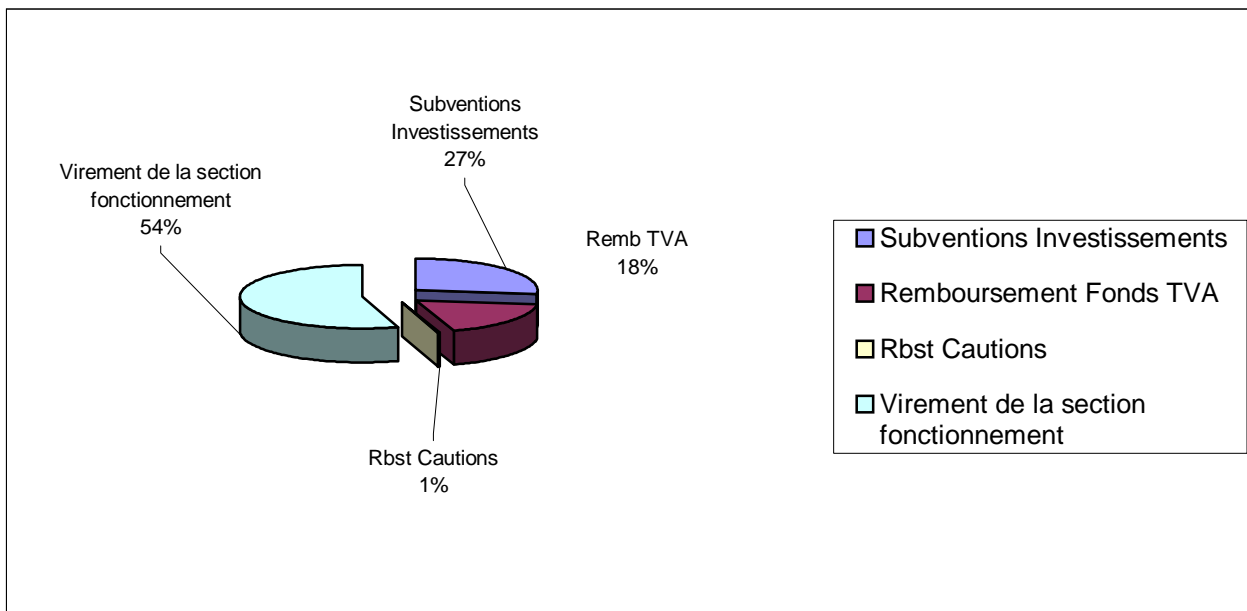 Subventions
Investissements
27%
Virement de la section
fonctionnement
54%
Remb TVA
18%
Rbst Cautions
1%
Subventions Investissements
Remboursement Fonds TVA
Rbst Cautions
Virement de la section
fonctionnement